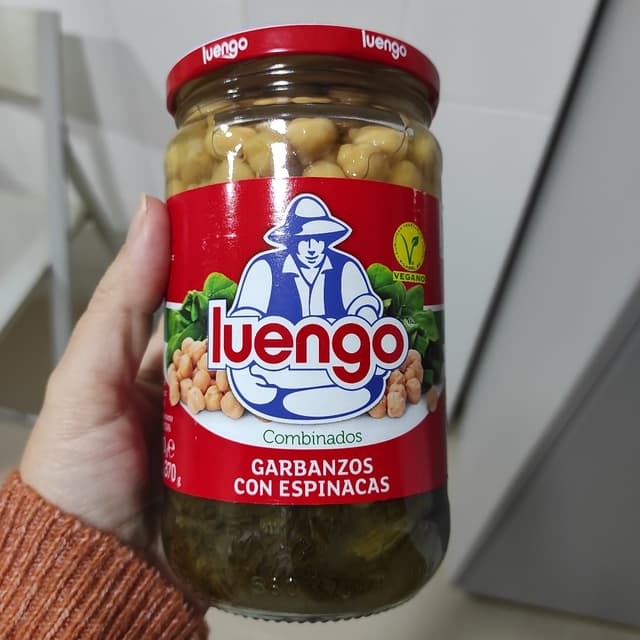 luengo luengo
VEGANO
luengo
Combinados
GARBANZOS
CON ESPINACAS